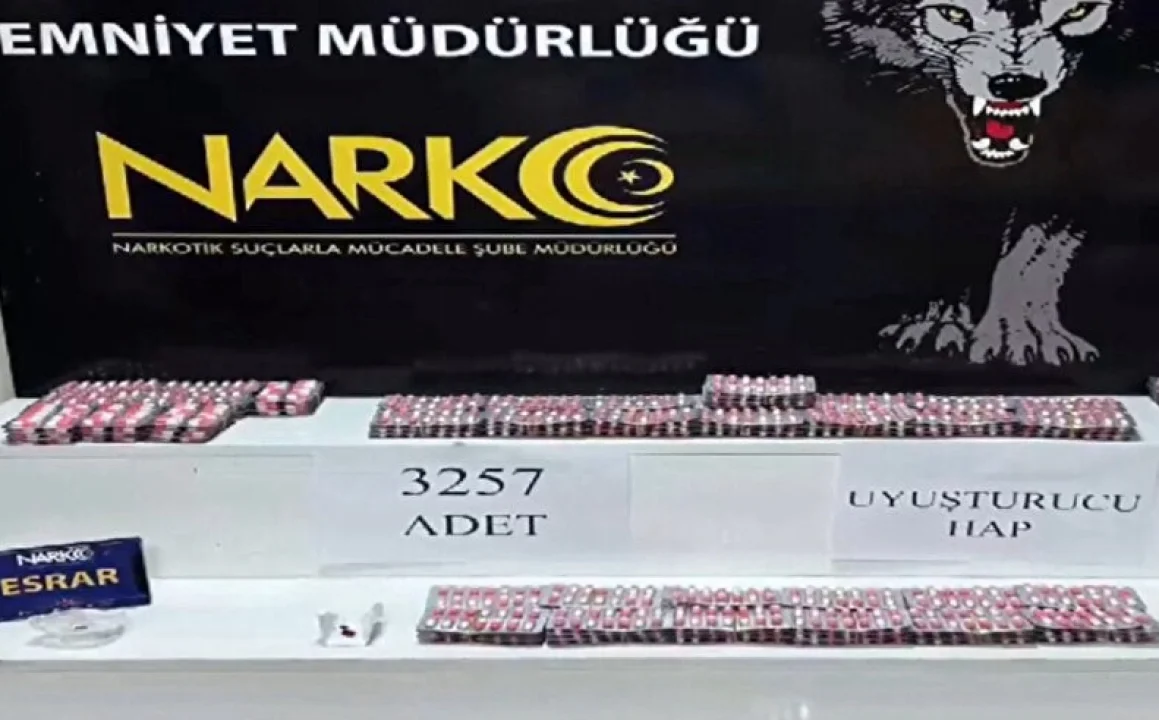 EMNİYET MÜDÜRLÜĞÜ
NARKO
NARKOTİK SUÇLARLA MÜCADELE ŞUBE MÜDÜRLÜĞÜ
3257
ADET
UYUŞTURUCU
HAP
NARKO
ESRAR